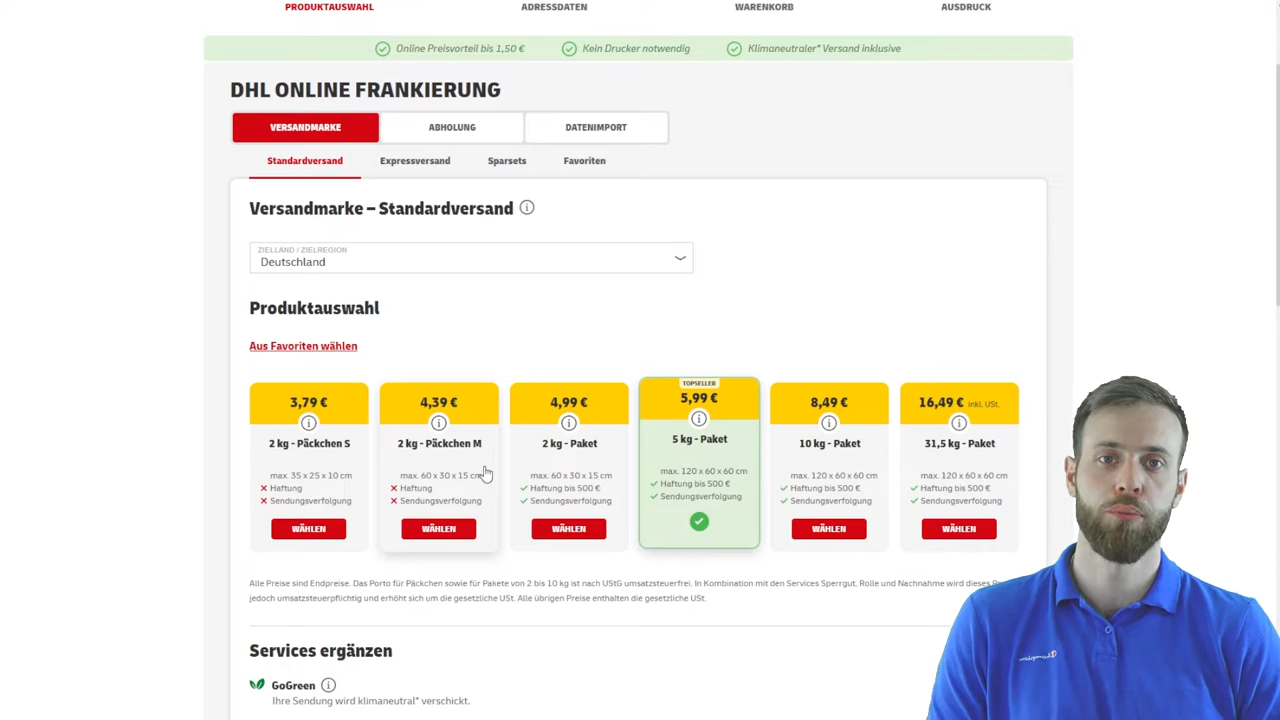 PRODUKTAUSWAHL ADRESSDATEN WARENKORB AUSDRUCK
Online Preisvorteil bis 1,50 € Kein Drucker notwendig Klimaneutraler* Versand inklusive
DHL ONLINE FRANKIERUNG
VERSANDMARKE ABHOLUNG DATENIMPORT
Standardversand Expressversand Sparsets Favoriten
Versandmarke – Standardversand
ZIELLAND / ZIELREGION
Deutschland
Produktauswahl
Aus Favoriten wählen
3,79 €
2 kg - Päckchen S
max. 35 x 25 x 10 cm
Haftung
Sendungsverfolgung
WÄHLEN
4,39 €
2 kg - Päckchen M
max. 60 x 30 x 15 cm
Haftung
Sendungsverfolgung
WÄHLEN
4,99 €
2 kg - Paket
max. 60 x 30 x 15 cm
Haftung bis 500 €
Sendungsverfolgung
WÄHLEN
TOPSELLER
5,99 €
5 kg - Paket
max. 120 x 60 x 60 cm
Haftung bis 500 €
Sendungsverfolgung
8,49 €
10 kg - Paket
max. 120 x 60 x 60 cm
Haftung bis 500 €
Sendungsverfolgung
WÄHLEN
16,49 € inkl. USt.
31,5 kg - Paket
max. 120 x 60 x 60 cm
Haftung bis 500 €
Sendungsverfolgung
WÄHLEN
Alle Preise sind Endpreise. Das Porto für Päckchen sowie für Pakete von 2 bis 10 kg ist nach UStG umsatzsteuerfrei. In Kombination mit den Services Sperrgut, Rolle und Nachnahme wird dieses
jedoch umsatzsteuerpflichtig und erhöht sich um die gesetzliche USt. Alle übrigen Preise enthalten die gesetzliche USt.
Services ergänzen
GoGreen
Ihre Sendung wird klimaneutral* verschickt.